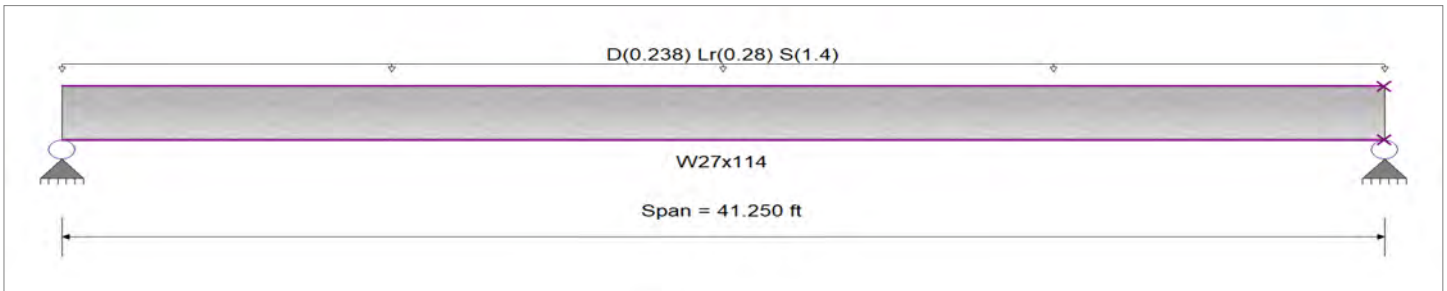 D(0.238) Lr(0.28) S(1.4)
W27x114
Span = 41.250 ft